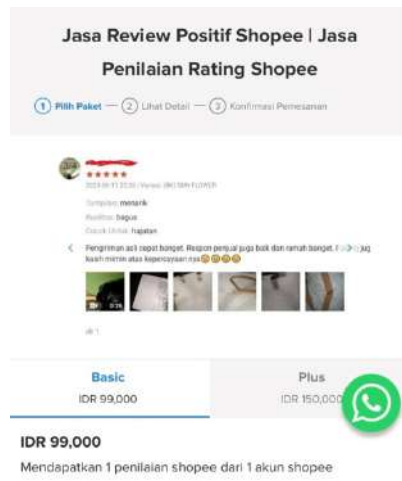 Jasa Review Positif Shopee | Jasa
Penilaian Rating Shopee
1 Pilih Paket — 2 Lihat Detail — 3 Konfirmasi Pemesanan
Tampilan: menarik
Kualitas: bagus
Cocok Untuk: hajatan
Pengiriman asli cepat banget. Respon penjual juga baik dan ramah banget.
kasih mimin atas kepercayaan nya
1
Basic
Plus
IDR 99,000
IDR 150,000
IDR 99,000
Mendapatkan 1 penilaian shopee dari 1 akun shopee